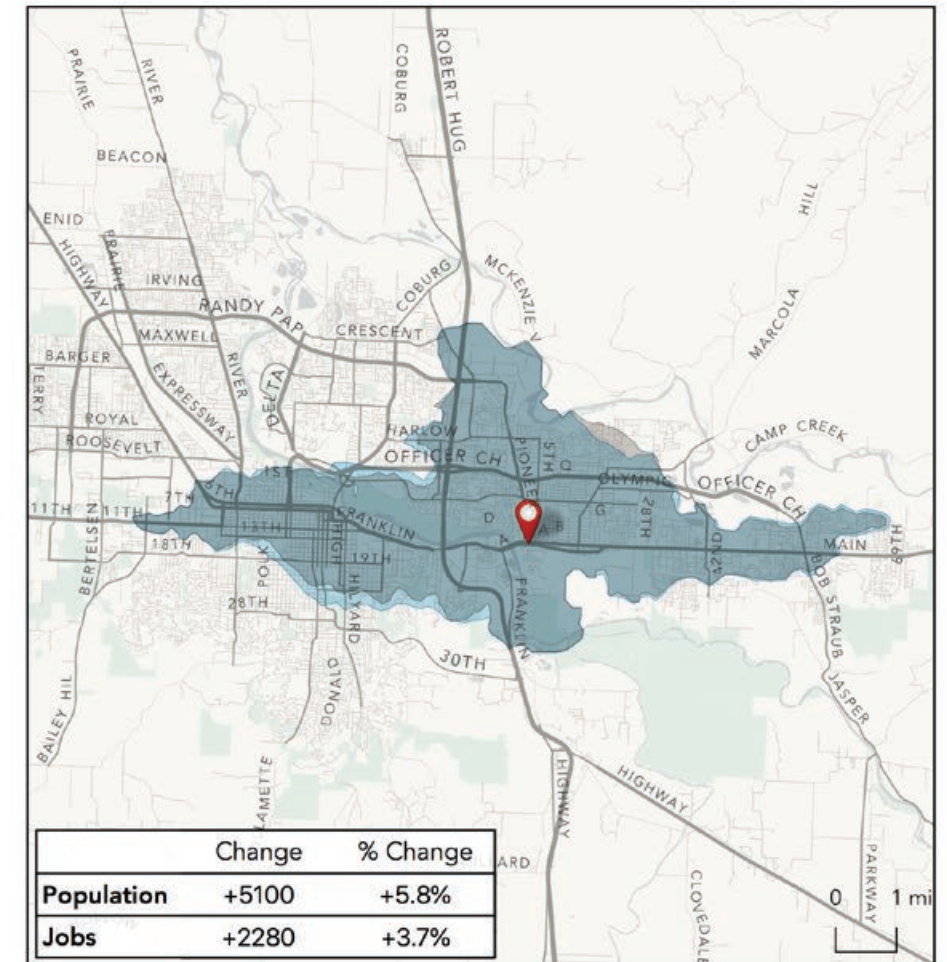 ROBERT HUG
COBURG
PRAIRIE
RIVER
BEACON
HILL
ENID
HIGHWAY
PRAIRIE
IRVING
COBURG
MCKENZIE V
RANDY PAP
MARCOLA
MAXWELL
CRESCENT
BARGER
RIVER
TERRY
EXPRESSWAY
DELTA
ROYAL
HARLOW
CAMP CREEK
ROOSEVELT
OFFICER CH
PIONEE
5TH
Q
1ST
OLYMPIC
OFFICER CH
6TH
7TH
28TH
11TH
11TH
FRANKLIN
D
B
G
13TH
HIGH
A
42ND
MAIN
69TH
18TH
BERTELSEN
POLK
19TH
HILYARD
FRANKLIN
BOB STRAUB
28TH
30TH
DONALD
JASPER
BAILEY HIL
LAMETTE
HIGHWAY
HIGHWAY
Change % Change
Population +5100 +5.8%
Jobs +2280 +3.7%
LARD
PARKWAY
CLOVEDALE
0 1 mi